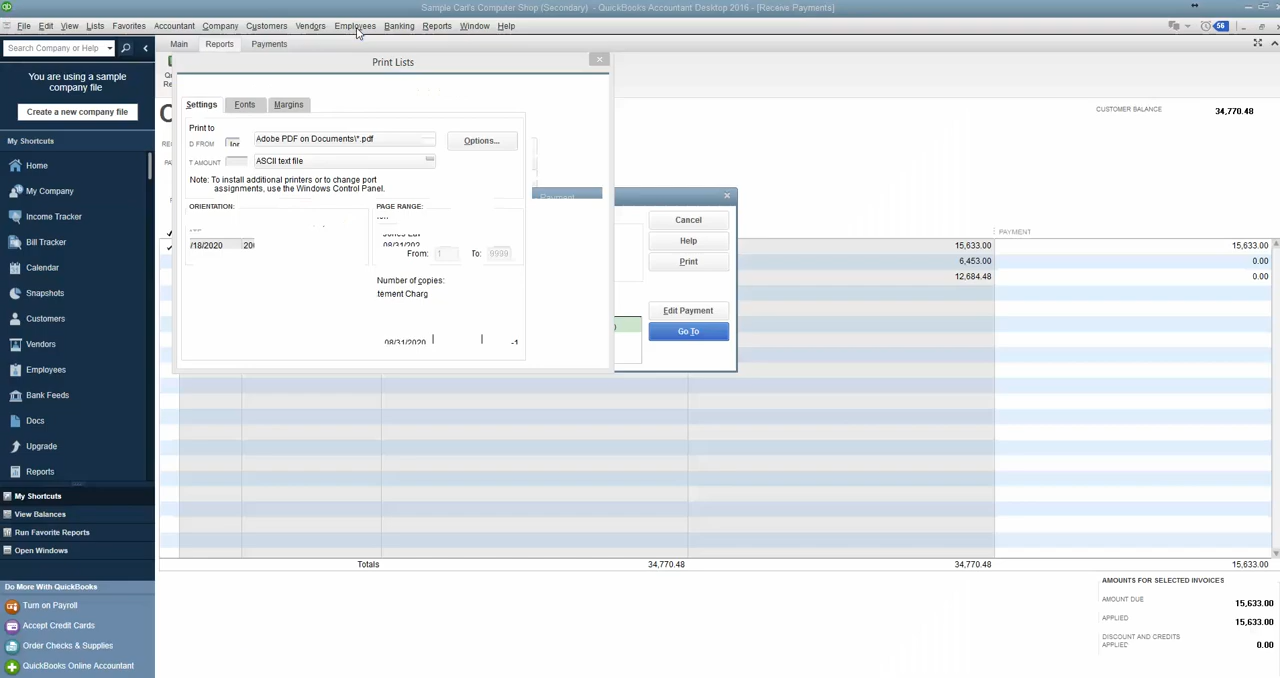 Sample Carl's Computer Shop (Secondary) - QuickBooks Accountant Desktop 2016 - [Receive Payments]
File Edit View Lists Favorites Accountant Company Customers Vendors Employees Banking Reports Window Help
56
Search Company or Help
Main Reports Payments
You are using a sample
company file
Create a new company file
My Shortcuts
Home
My Company
Income Tracker
Bill Tracker
Calendar
Snapshots
Customers
Vendors
Employees
Bank Feeds
Docs
Upgrade
Reports
My Shortcuts
View Balances
Run Favorite Reports
Open Windows
Do More With QuickBooks
Turn on Payroll
Accept Credit Cards
Order Checks & Supplies
QuickBooks Online Accountant
Print Lists
Settings Fonts Margins
Print to
D FROM
Adobe PDF on Documents\*.pdf
Options...
T AMOUNT
ASCII text file
Note: To install additional printers or to change port
assignments, use the Windows Control Panel.
ORIENTATION:
PAGE RANGE:
/18/2020
From: 1 To: 9999
Number of copies:
tement Charg
08/31/2020
-1
Cancel
Help
Print
Edit Payment
Go To
CUSTOMER BALANCE 34,770.48
PAYMENT
15,633.00 15,633.00
6,453.00 0.00
12,684.48 0.00
Totals 34,770.48 34,770.48 15,633.00
AMOUNTS FOR SELECTED INVOICES
AMOUNT DUE 15,633.00
APPLIED 15,633.00
DISCOUNT AND CREDITS
APPLIED 0.00